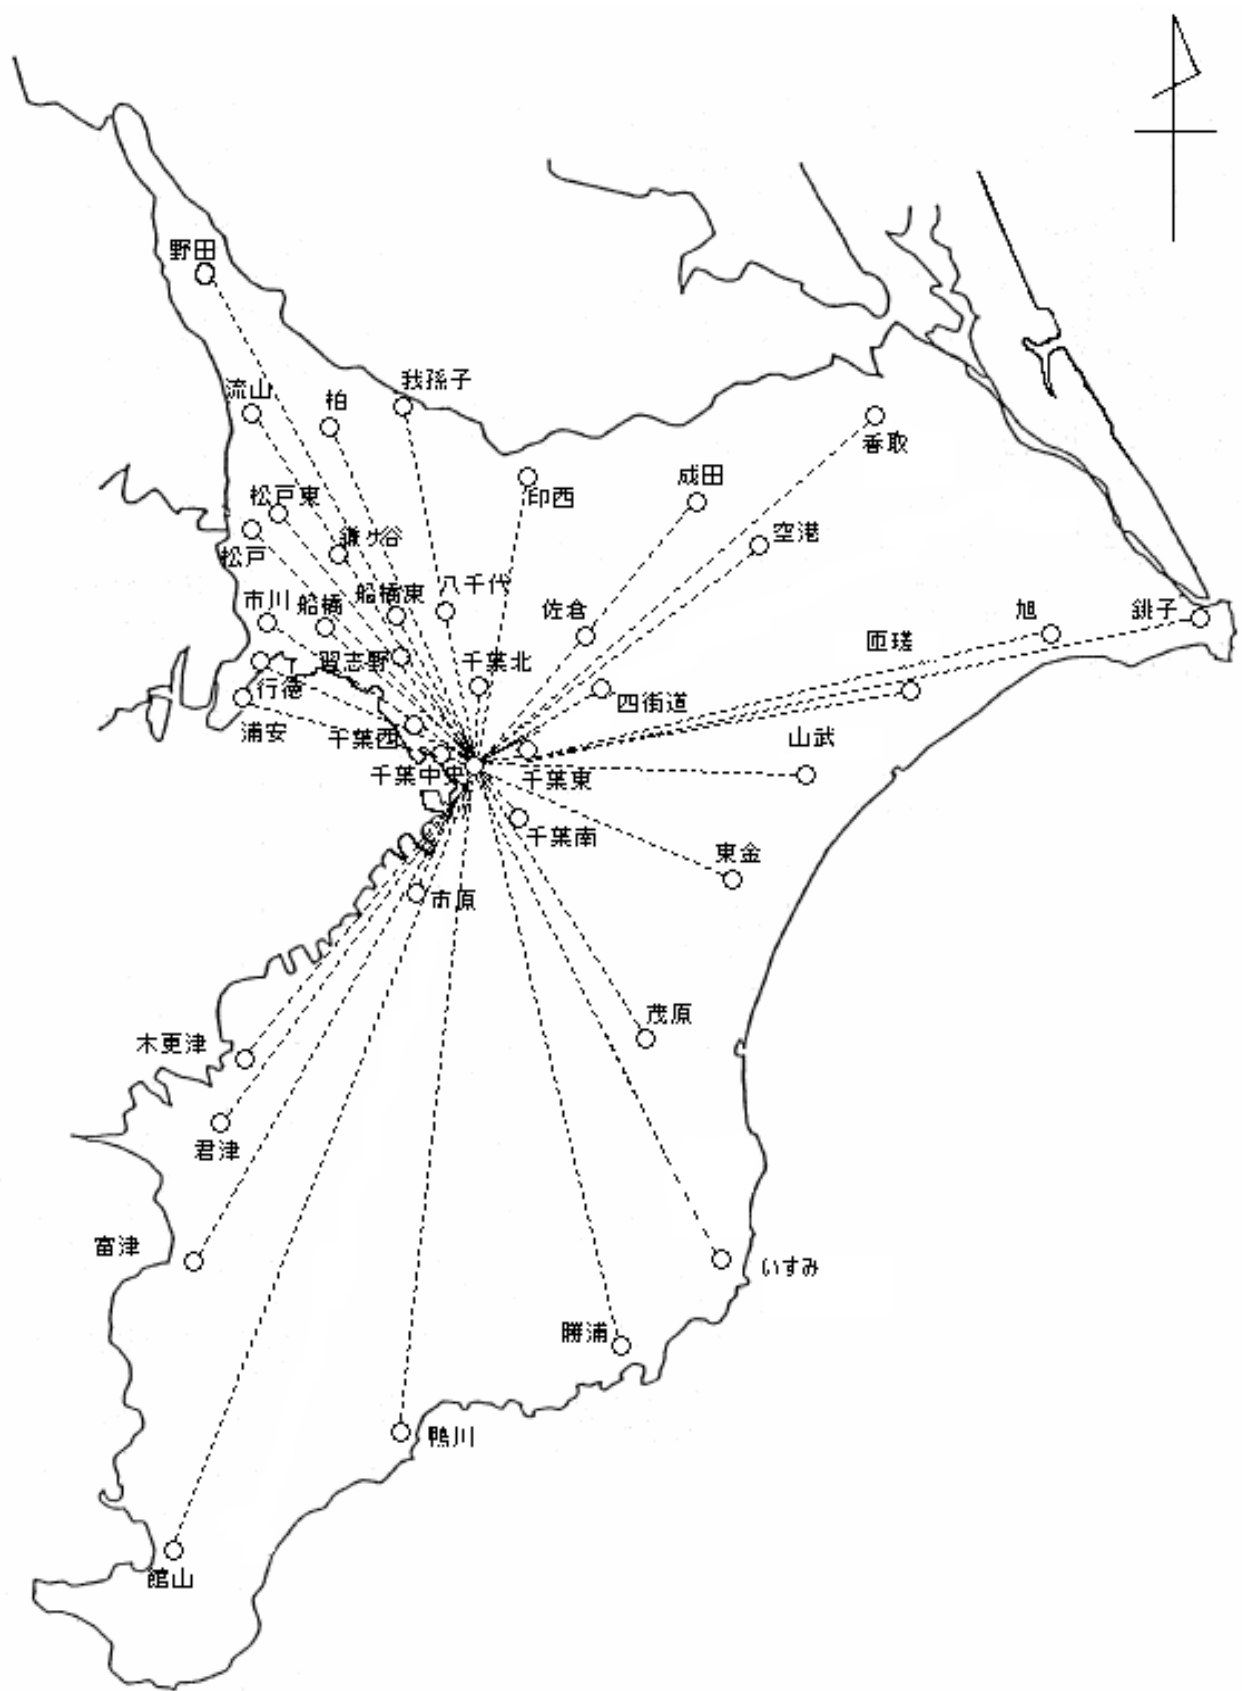 野田
我孫子
流山
柏
香取
成田
印西
松戸東
空港
鎌ヶ谷
松戸
八千代
船橋東
市川
船橋
佐倉
旭
銚子
匝瑳
習志野
千葉北
行徳
四街道
浦安
千葉西
山武
千葉中央
千葉東
千葉南
東金
市原
茂原
木更津
君津
富津
いすみ
勝浦
鴨川
館山